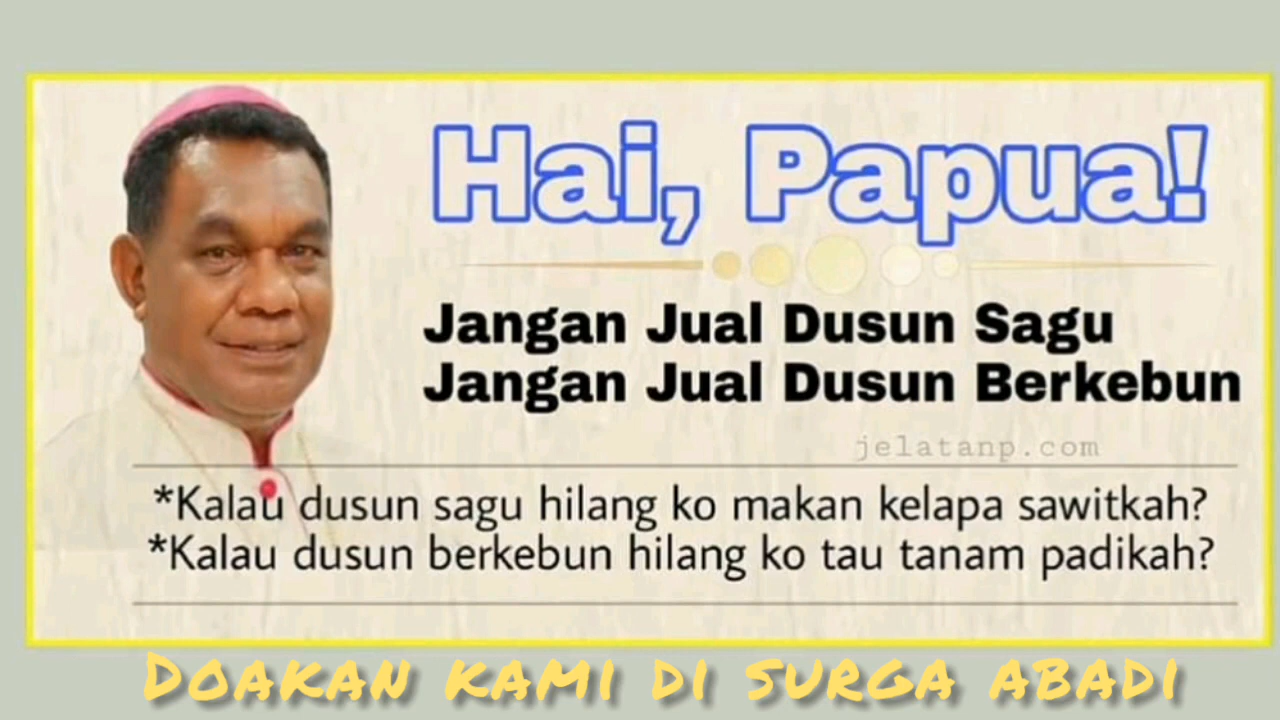 Hai, Papua!
Jangan Jual Dusun Sagu
Jangan Jual Dusun Berkebun
jelatanp.com
*Kalau dusun sagu hilang ko makan kelapa sawitkah?
*Kalau dusun berkebun hilang ko tau tanam padikah?
Doakan kami di surga abadi